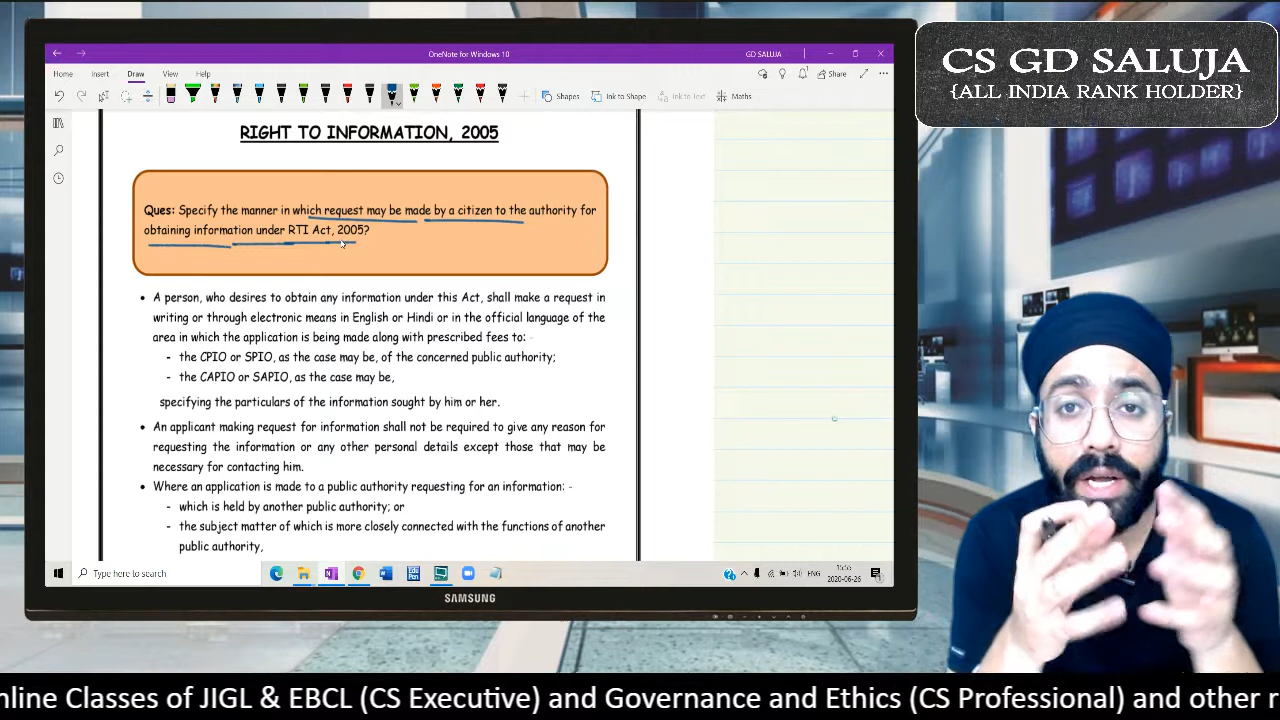 OneNote for Windows 10
GD SALUJA
Home Insert Draw View Help
Share
Shapes Ink to Shape Ink to Text Maths
RIGHT TO INFORMATION, 2005
Ques: Specify the manner in which request may be made by a citizen to the authority for
obtaining information under RTI Act, 2005?
• A person, who desires to obtain any information under this Act, shall make a request in
writing or through electronic means in English or Hindi or in the official language of the
area in which the application is being made along with prescribed fees to: -
- the CPIO or SPIO, as the case may be, of the concerned public authority;
- the CAPIO or SAPIO, as the case may be,
specifying the particulars of the information sought by him or her.
• An applicant making request for information shall not be required to give any reason for
requesting the information or any other personal details except those that may be
necessary for contacting him.
• Where an application is made to a public authority requesting for an information: -
- which is held by another public authority; or
- the subject matter of which is more closely connected with the functions of another
public authority,
Type here to search
ENG
2020-06-26
SAMSUNG
CS GD SALUJA
{ALL INDIA RANK HOLDER}
nline Classes of JIGL & EBCL (CS Executive) and Governance and Ethics (CS Professional) and other r